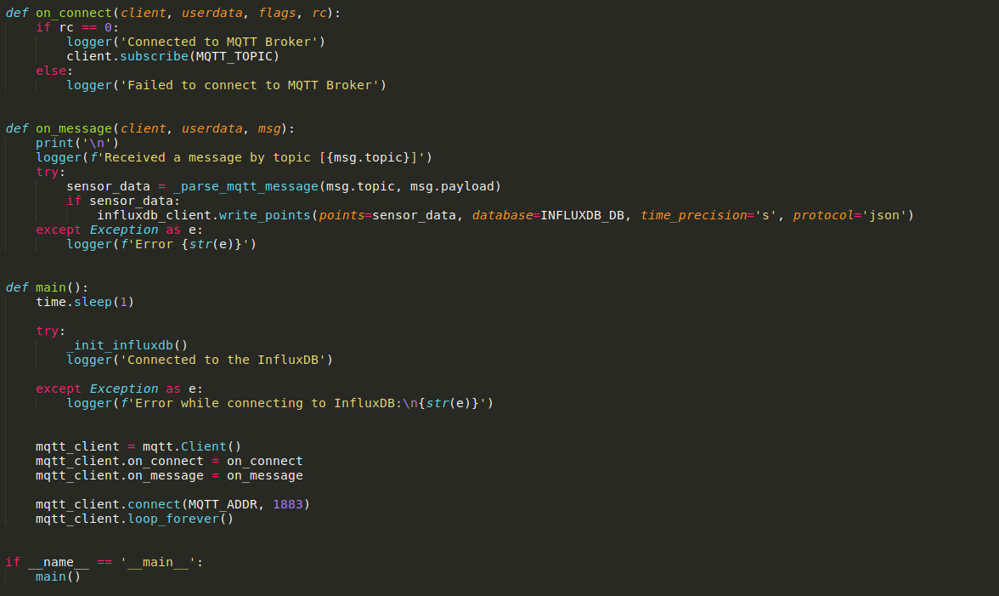 def on_connect(client, userdata, flags, rc):
    if rc == 0:
        logger('Connected to MQTT Broker')
        client.subscribe(MQTT_TOPIC)
    else:
        logger('Failed to connect to MQTT Broker')


def on_message(client, userdata, msg):
    print('\n')
    logger(f'Received a message by topic [{msg.topic}]')
    try:
        sensor_data = _parse_mqtt_message(msg.topic, msg.payload)
        if sensor_data:
            influxdb_client.write_points(points=sensor_data, database=INFLUXDB_DB, time_precision='s', protocol='json')
    except Exception as e:
        logger(f'Error {str(e)}')


def main():
    time.sleep(1)

    try:
        _init_influxdb()
        logger('Connected to the InfluxDB')

    except Exception as e:
        logger(f'Error while connecting to InfluxDB:\n{str(e)}')


    mqtt_client = mqtt.Client()
    mqtt_client.on_connect = on_connect
    mqtt_client.on_message = on_message

    mqtt_client.connect(MQTT_ADDR, 1883)
    mqtt_client.loop_forever()


if __name__ == '__main__':
    main()